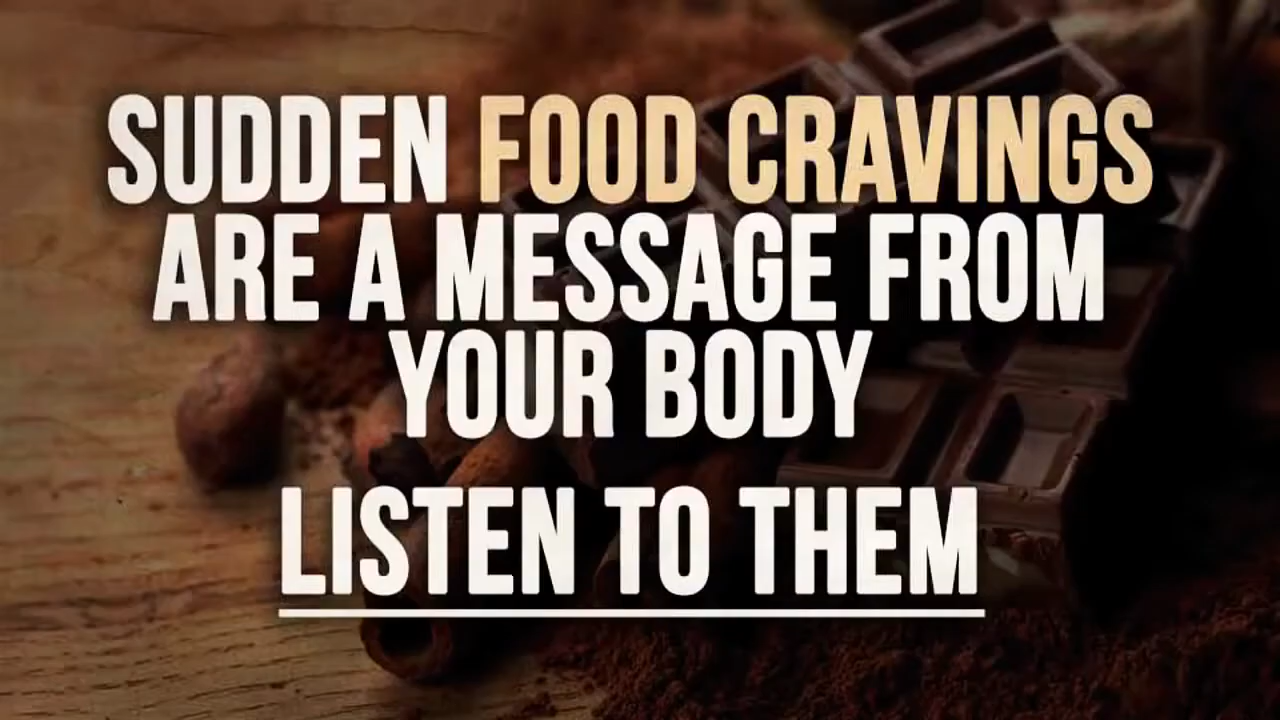 SUDDEN FOOD CRAVINGS
ARE A MESSAGE FROM
YOUR BODY
LISTEN TO THEM